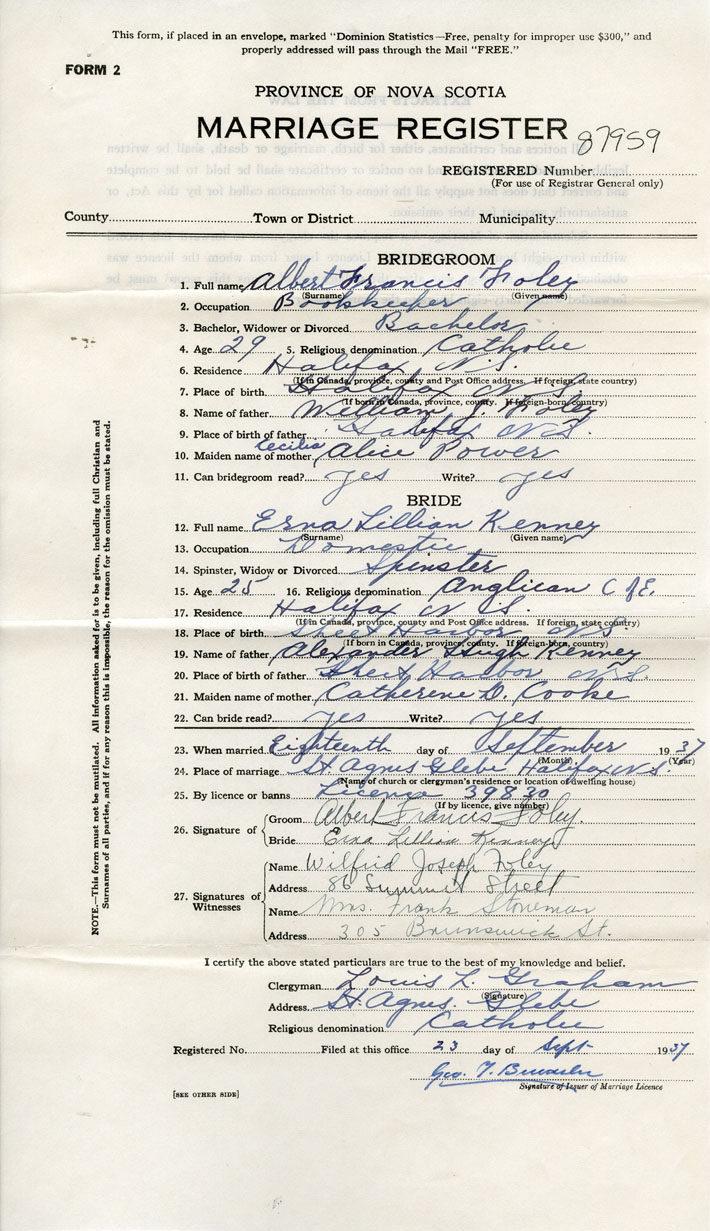 This form, if placed in an envelope, marked "Dominion Statistics—Free, penalty for improper use $300," and
properly addressed will pass through the Mail "FREE."
FORM 2
PROVINCE OF NOVA SCOTIA
MARRIAGE REGISTER
87959
REGISTERED Number
(For use of Registrar General only)
County Town or District Municipality
BRIDEGROOM
1. Full name Albert Francis Foley
(Surname) (Given name)
2. Occupation Bookkeeper
3. Bachelor, Widower or Divorced Bachelor
4. Age 29 5. Religious denomination Catholic
6. Residence Halifax N.S.
(If in Canada, province, county and Post Office address. If foreign, state country)
7. Place of birth Halifax N.S.
(If born in Canada, province, county. If foreign-born, country)
8. Name of father William J. Foley
9. Place of birth of father Halifax N.S.
10. Maiden name of mother Cecilia Alice Power
11. Can bridegroom read? yes Write? yes
BRIDE
12. Full name Erna Lillian Kenney
(Surname) (Given name)
13. Occupation Domestic
14. Spinster, Widow or Divorced Spinster
15. Age 25 16. Religious denomination Anglican C of E.
17. Residence Halifax N.S.
(If in Canada, province, county and Post Office address. If foreign, state country)
18. Place of birth Sheet Harbor N.S.
(If born in Canada, province, county. If foreign-born, country)
19. Name of father Alexander Hugh Kenney
20. Place of birth of father Sheet Harbor N.S.
21. Maiden name of mother Catherene D. Cooke
22. Can bride read? yes Write? yes
23. When married Eighteenth day of September 1937
(Month) (Year)
24. Place of marriage St Agnes Glebe Halifax N.S.
(Name of church or clergyman's residence or location of dwelling house)
25. By licence or banns Licence 39830
(If by licence, give number)
26. Signature of Groom Albert Francis Foley.
Bride Erna Lillian Kenney
27. Signatures of Witnesses Name Wilfrid Joseph Foley
Address 86 Summit Street
Name Mrs. Frank Stoneman
Address 305 Brunswick St.
I certify the above stated particulars are true to the best of my knowledge and belief.
Clergyman Louis L. Graham
(Signature)
Address St. Agnes. Glebe
Religious denomination Catholic
Registered No. Filed at this office 23 day of Sept- 1937
Geo. T.
Signature of Issuer of Marriage Licence
[SEE OTHER SIDE]
NOTE.—This form must not be mutilated. All information asked for is to be given, including full Christian and
Surnames of all parties, and if for any reason this is impossible, the reason for the omission must be stated.